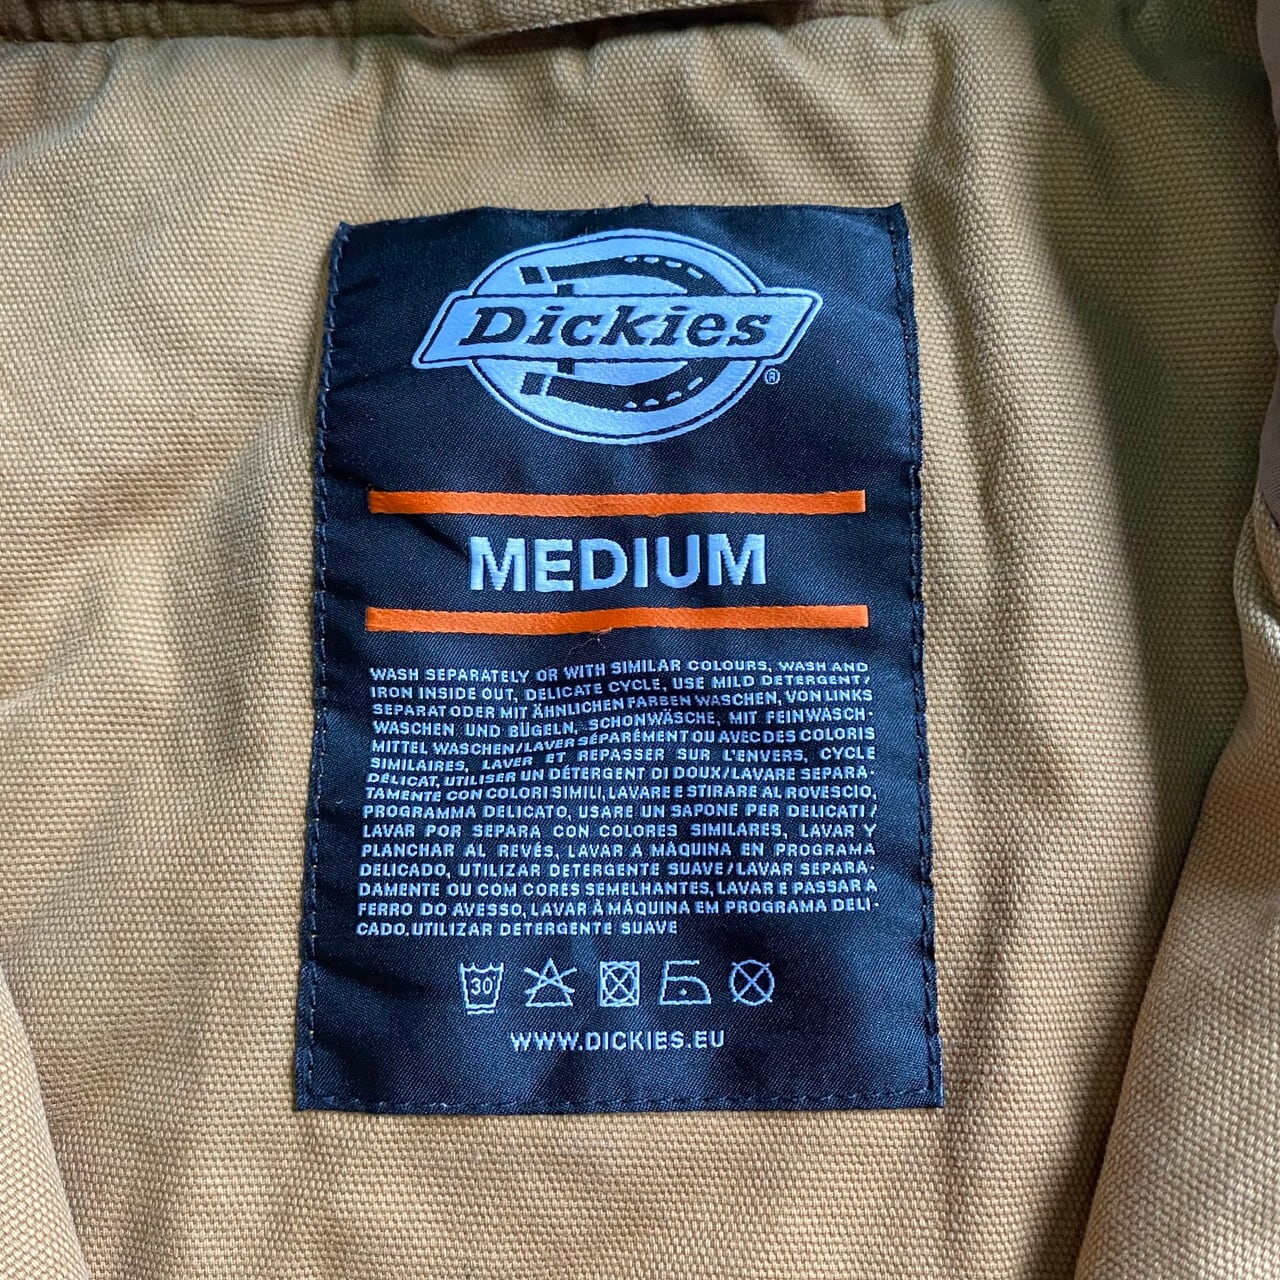 Dickies
®
MEDIUM
WASH SEPARATELY OR WITH SIMILAR COLOURS, WASH AND
IRON INSIDE OUT, DELICATE CYCLE, USE MILD DETERGENT/
SEPARAT ODER MIT ÄHNLICHEN FARBEN WASCHEN, VON LINKS
WASCHEN UND BÜGELN, SCHONWÄSCHE, MIT FEINWASCH-
MITTEL WASCHEN/LAVER SÉPARÉMENT OU AVEC DES COLORIS
SIMILAIRES, LAVER ET REPASSER SUR L'ENVERS, CYCLE
DÉLICAT, UTILISER UN DÉTERGENT DI DOUX/LAVARE SEPARA-
TAMENTE CON COLORI SIMILI, LAVARE E STIRARE AL ROVESCIO,
PROGRAMMA DELICATO, USARE UN SAPONE PER DELICATI/
LAVAR POR SEPARA CON COLORES SIMILARES, LAVAR Y
PLANCHAR AL REVÉS, LAVAR A MÁQUINA EN PROGRAMA
DELICADO, UTILIZAR DETERGENTE SUAVE/LAVAR SEPARA-
DAMENTE OU COM CORES SEMELHANTES, LAVAR E PASSAR A
FERRO DO AVESSO, LAVAR À MÁQUINA EM PROGRAMA DELI-
CADO, UTILIZAR DETERGENTE SUAVE
30°
WWW.DICKIES.EU